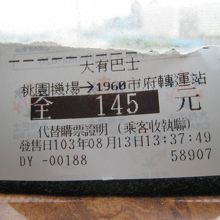 大有巴士
桃園機場→1960市府轉運站
全 145 元
代替購票證明 (乘客收執聯)
發售日103年08月13日13:37:49
DY -00188 58907